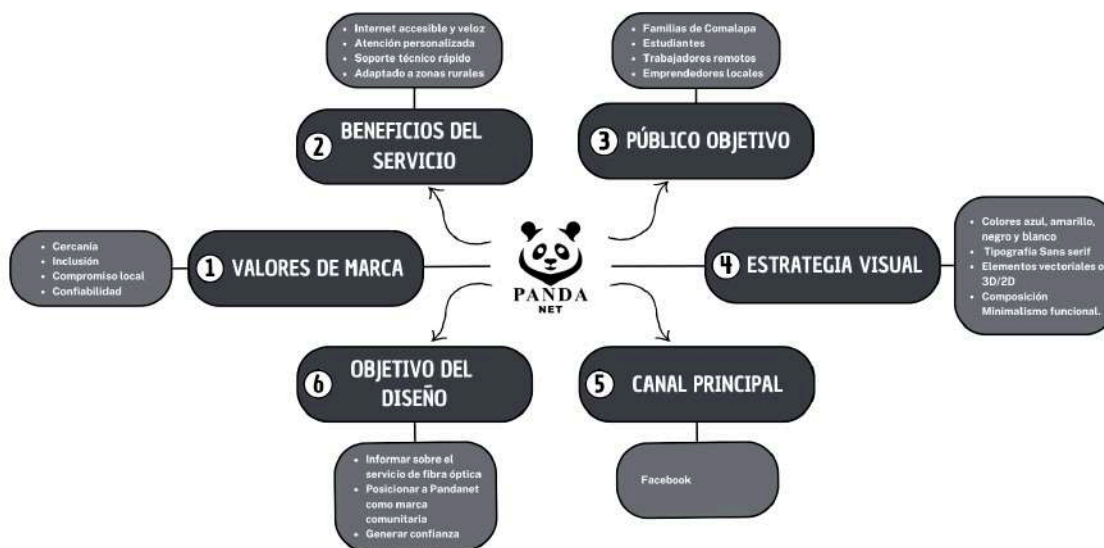 Internet accesible y veloz
Atención personalizada
Soporte técnico rápido
Adaptado a zonas rurales
2 BENEFICIOS DEL
SERVICIO
Familias de Comalapa
Estudiantes
Trabajadores remotos
Emprendedores locales
3 PÚBLICO OBJETIVO
Cercanía
Inclusión
Compromiso local
Confiabilidad
1 VALORES DE MARCA
PANDA
NET
4 ESTRATEGIA VISUAL
Colores azul, amarillo,
negro y blanco
Tipografía Sans serif
Elementos vectoriales o
3D/2D
Composición
Minimalismo funcional.
6 OBJETIVO DEL
DISEÑO
Informar sobre el
servicio de fibra óptica
Posicionar a Pandanet
como marca
comunitaria
Generar confianza
5 CANAL PRINCIPAL
Facebook